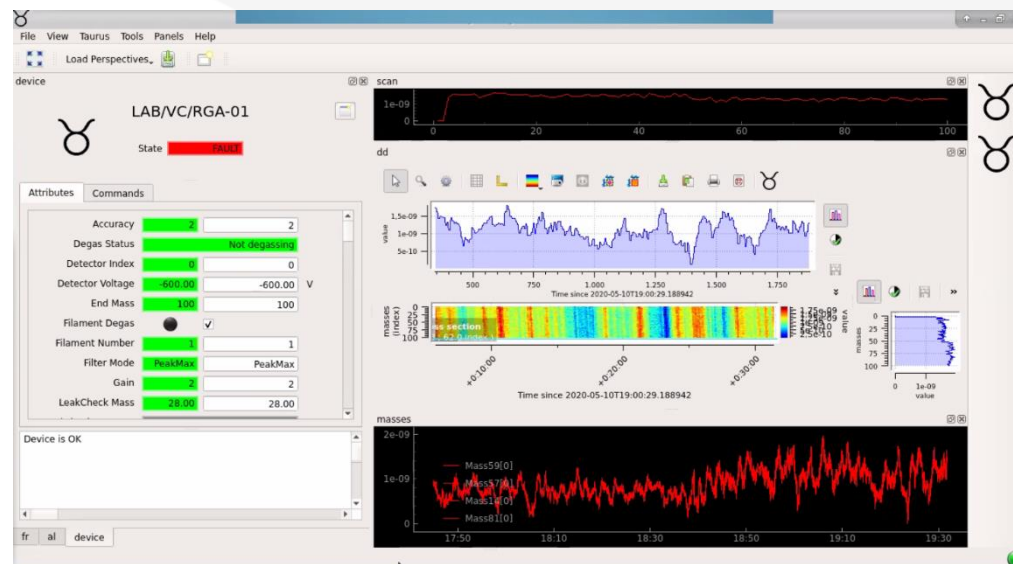 File View Taurus Tools Panels Help
Load Perspectives
device
LAB/VC/RGA-01
State FAULT
Attributes Commands
Accuracy 2 2
Degas Status Not degassing
Detector Index 0 0
Detector Voltage -600.00 -600.00 V
End Mass 100 100
Filament Degas
Filament Number 1 1
Filter Mode PeakMax PeakMax
Gain 2 2
LeakCheck Mass 28.00 28.00
Device is OK
fr al device
scan
1e-09
0
0 20 40 60 80 100
dd
value
1,5e-09
1e-09
5e-10
500 750 1.000 1.250 1.500 1.750
Time since 2020-05-10T19:00:29.188942
masses
(index)
0
25
50
75
100
ss section
value
+0:10:00 +0:20:00 +0:30:00
Time since 2020-05-10T19:00:29.188942
»
masses
0
25
50
75
100
0 1e-09
value
masses
2e-09
1e-09
0
Mass59[0]
Mass57[0]
Mass14[0]
Mass81[0]
17:50 18:10 18:30 18:50 19:10 19:30